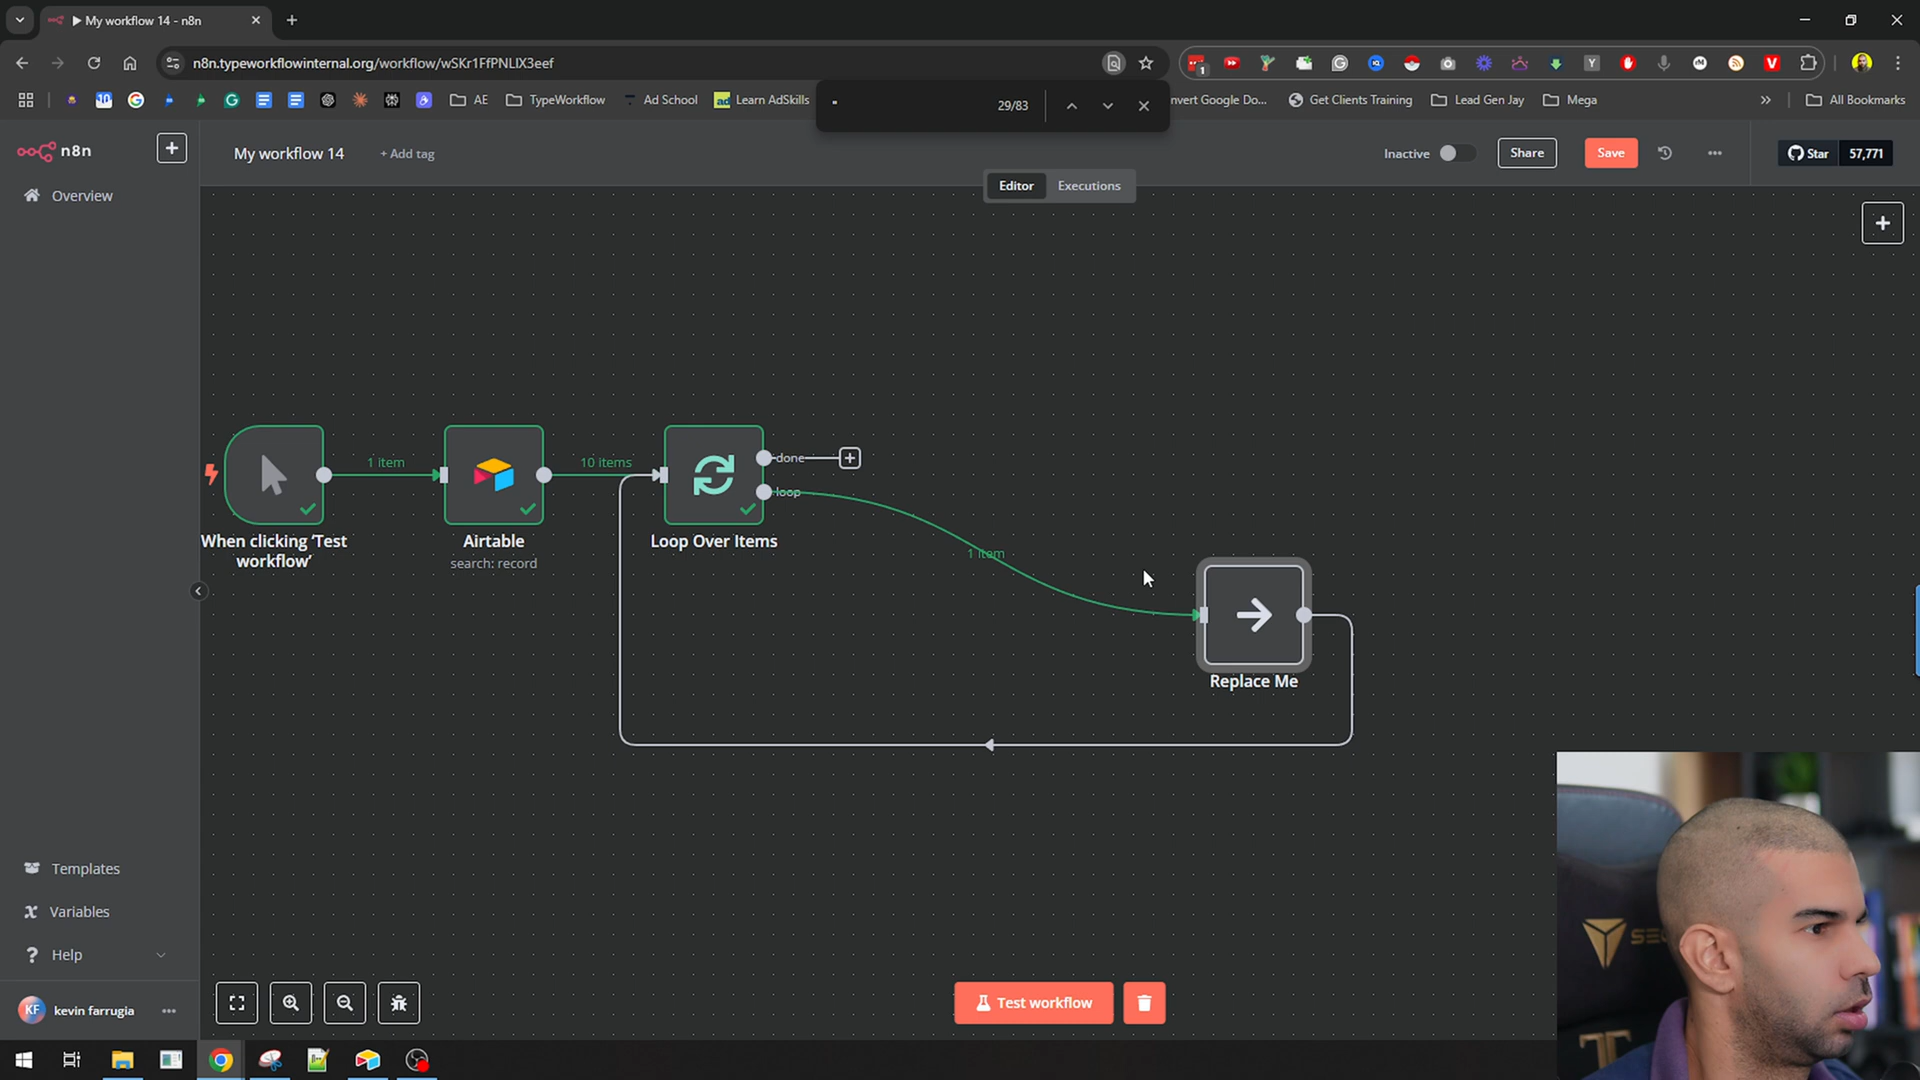 My workflow 14 - n8n
n8n.typeworkflowinternal.org/workflow/wSKr1FfPNLIX3eef
1
AE
TypeWorkflow
Ad School
ad
Learn AdSkills
"
29/83
nvert Google Do...
Get Clients Training
Lead Gen Jay
Mega
All Bookmarks
n8n
My workflow 14
+ Add tag
Inactive
Share
Save
Star
57,771
Editor
Executions
Overview
1 item
10 items
done
loop
When clicking ‘Test
workflow’
Airtable
search: record
Loop Over Items
1 item
Replace Me
Templates
Variables
Help
KF
kevin farrugia
Test workflow